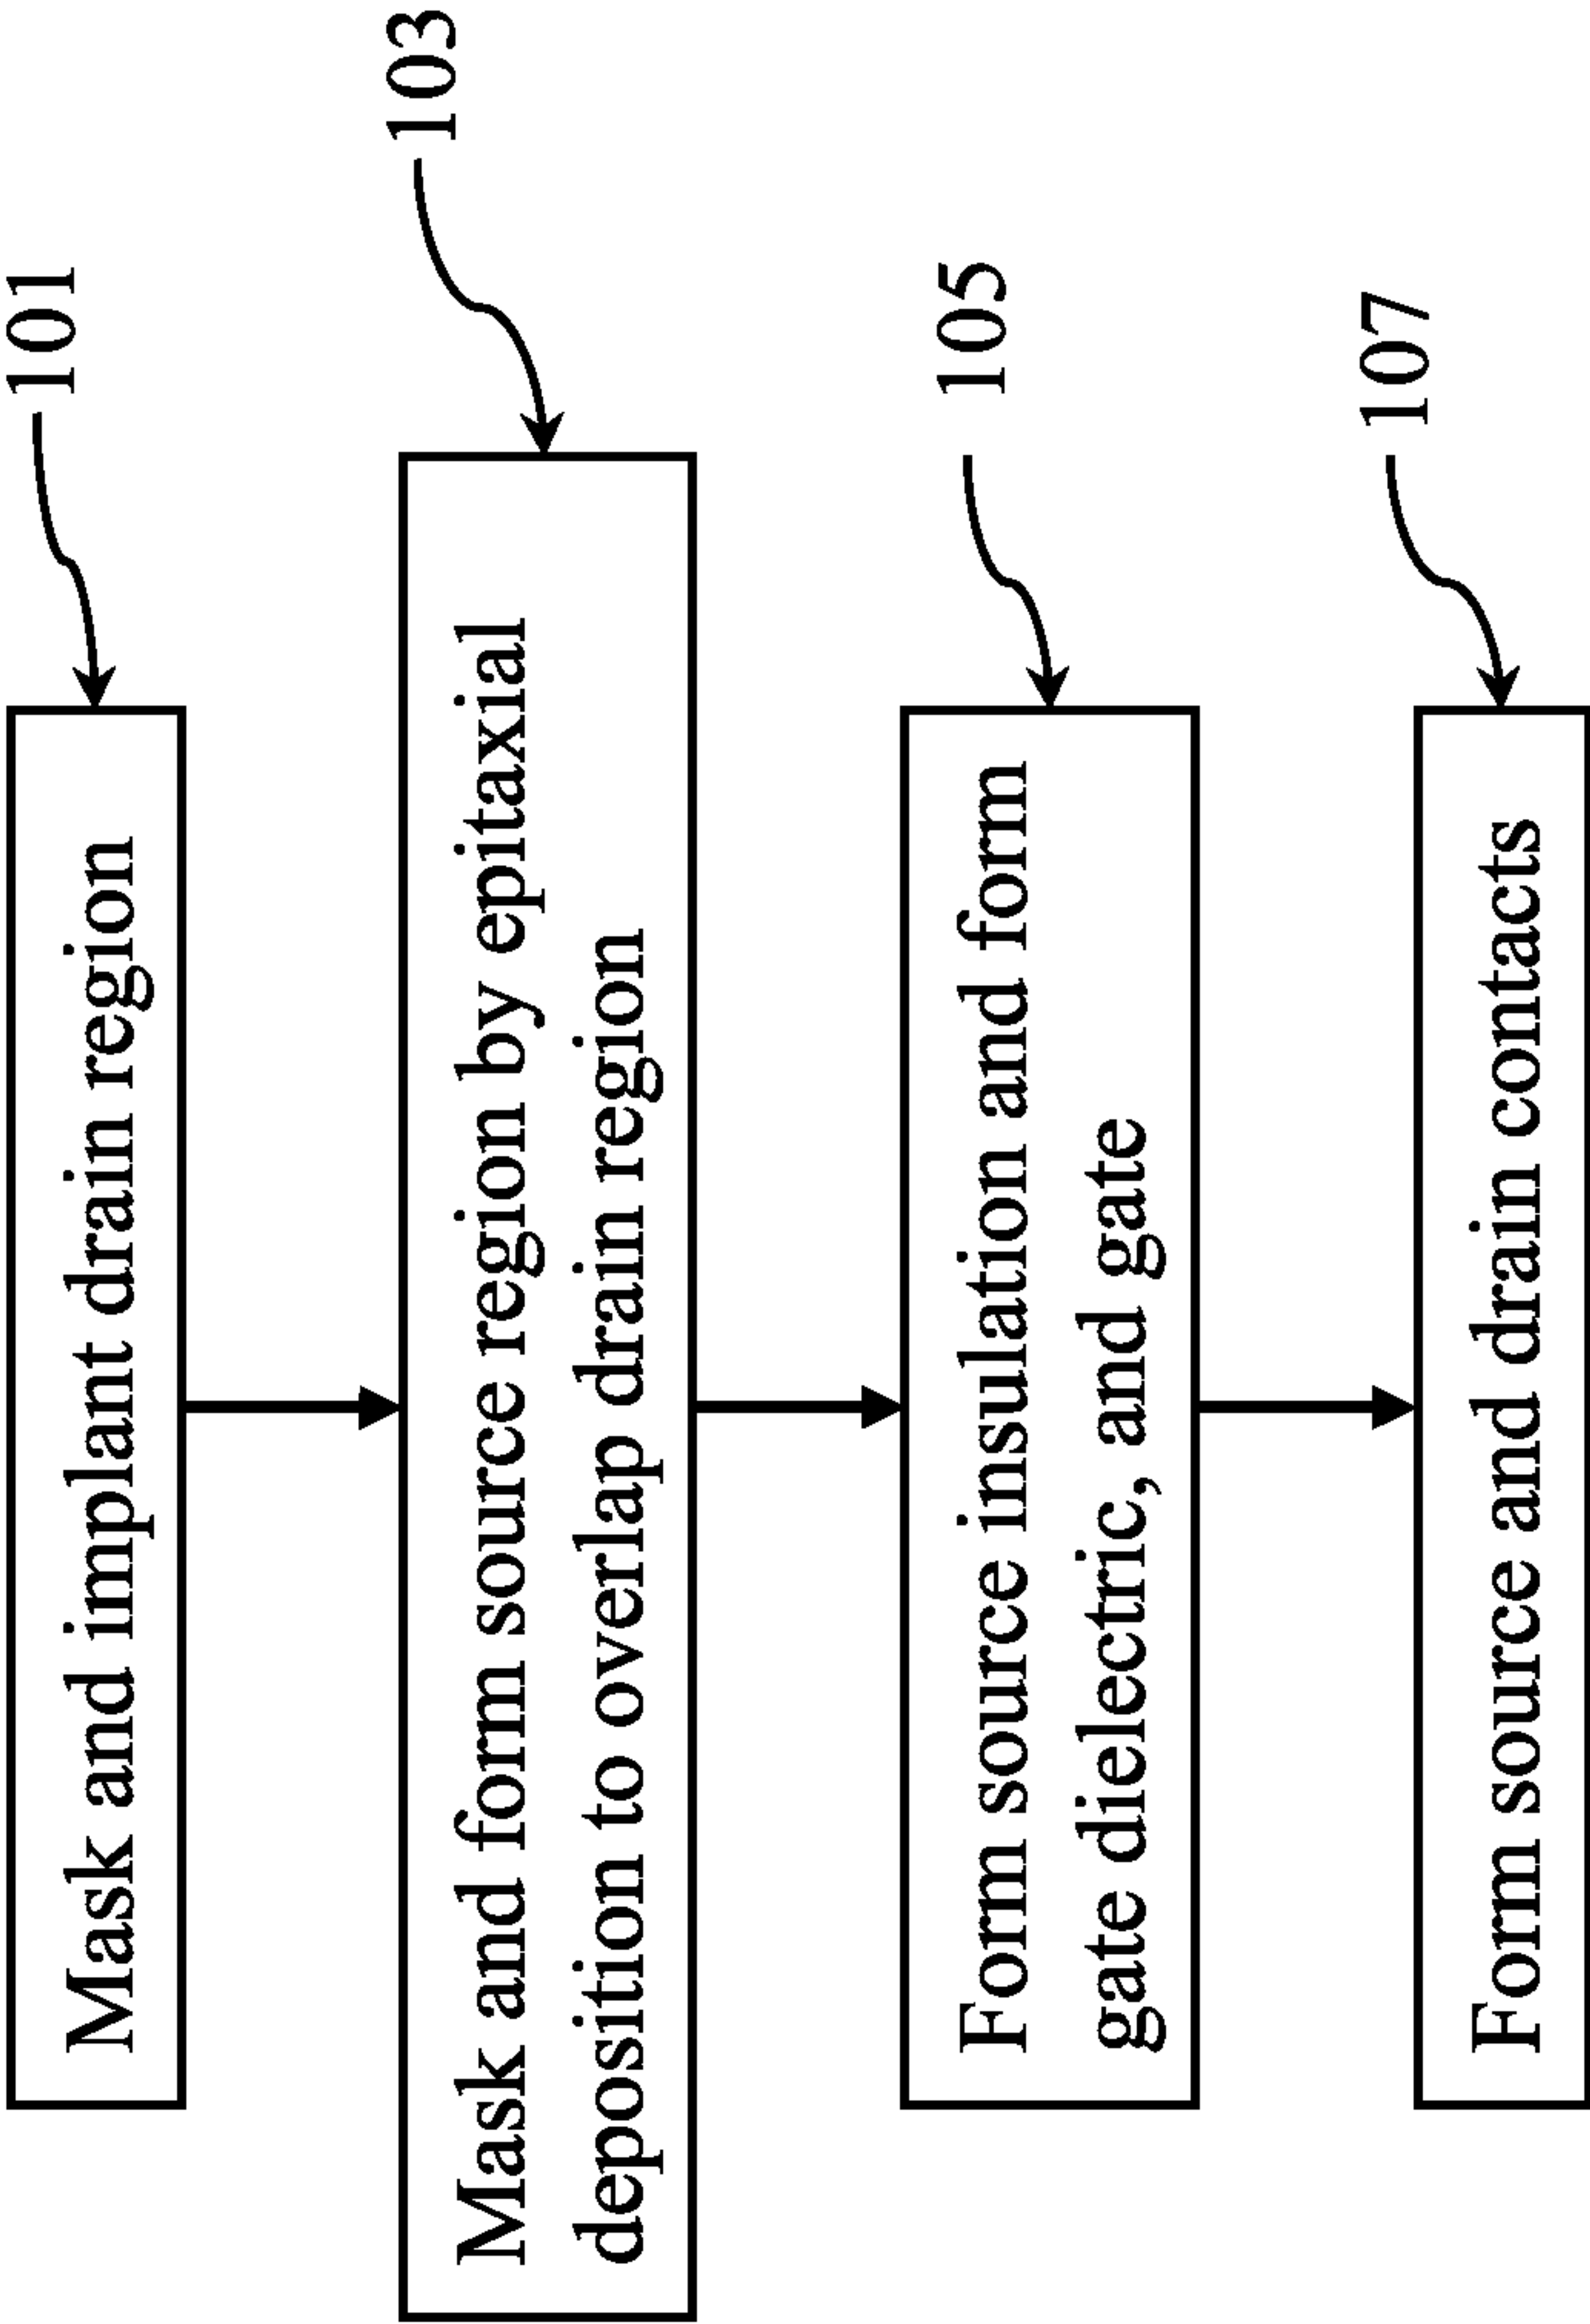 Mask and implant drain region
101
Mask and form source region by epitaxial
deposition to overlap drain region
103
Form source insulation and form
gate dielectric, and gate
105
Form source and drain contacts
107